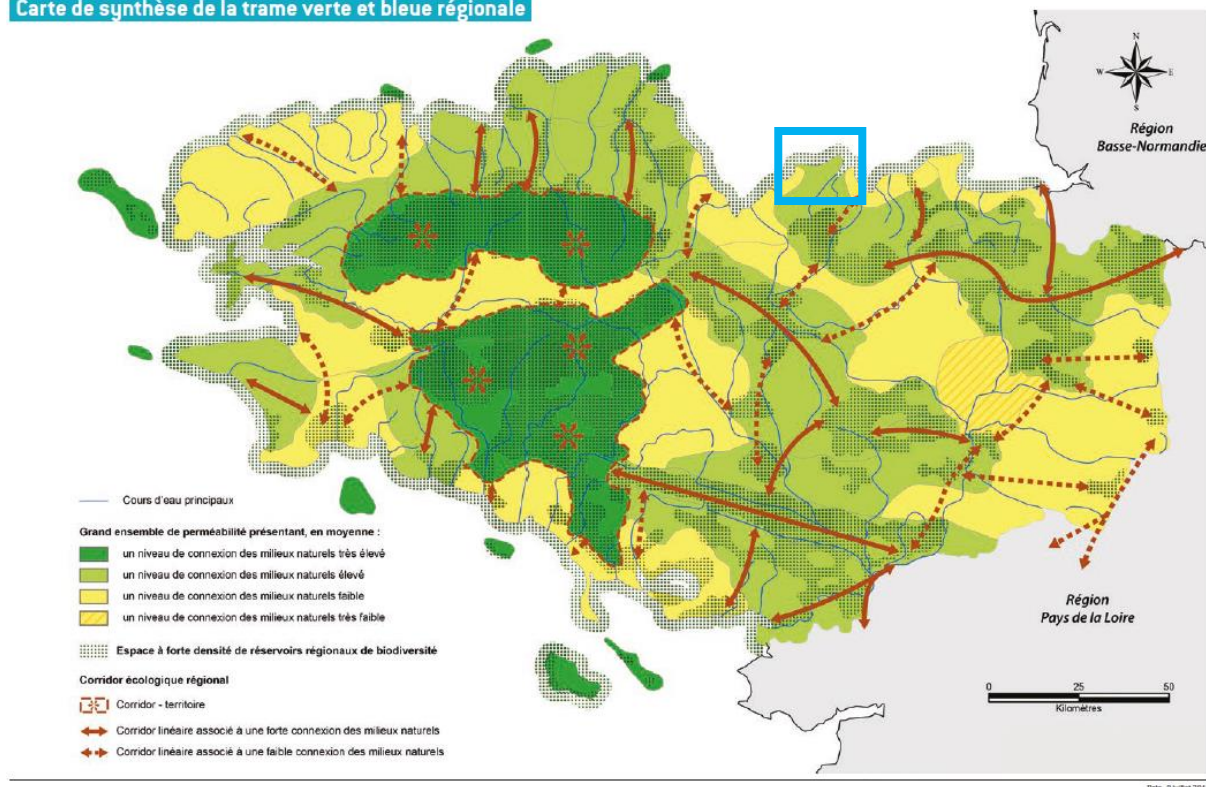 Carte de synthèse de la trame verte et bleue régionale
N
W E
S
Région
Basse-Normandie
Cours d'eau principaux
Grand ensemble de perméabilité présentant, en moyenne :
un niveau de connexion des milieux naturels très élevé
un niveau de connexion des milieux naturels élevé
un niveau de connexion des milieux naturels faible
un niveau de connexion des milieux naturels très faible
Espace à forte densité de réservoirs régionaux de biodiversité
Corridor écologique régional
Corridor - territoire
Corridor linéaire associé à une forte connexion des milieux naturels
Corridor linéaire associé à une faible connexion des milieux naturels
Région
Pays de la Loire
0 25 50
Kilomètres